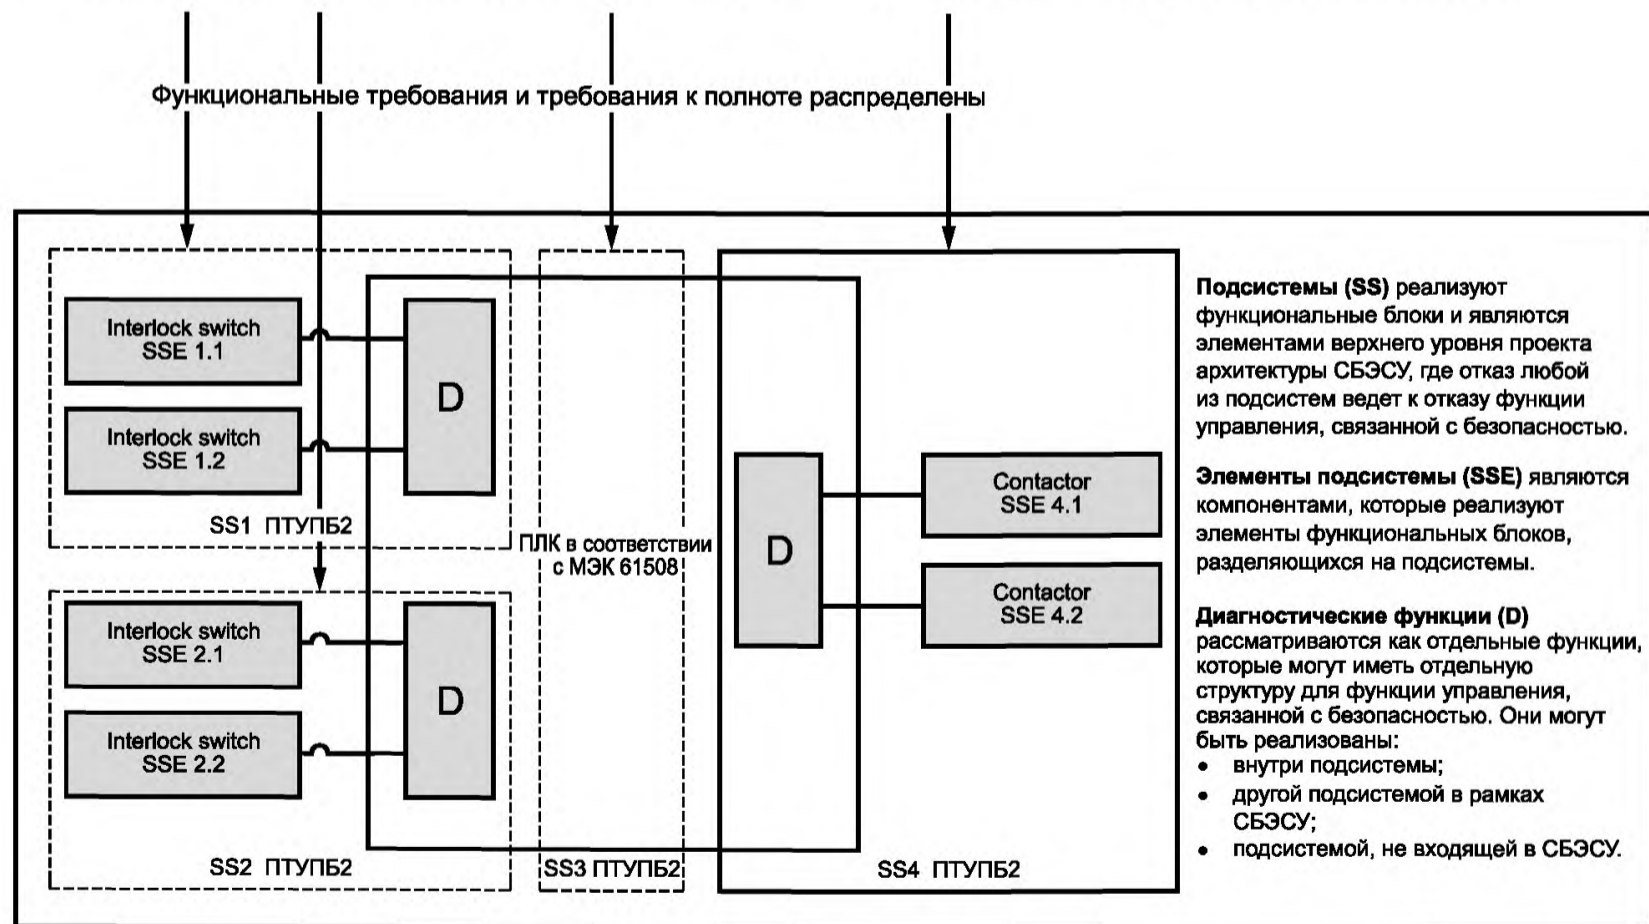 Функциональные требования и требования к полноте распределены
Interlock switch
SSE 1.1
D
Interlock switch
SSE 1.2
SS1 ПТУПБ2
Interlock switch
SSE 2.1
D
Interlock switch
SSE 2.2
SS2 ПТУПБ2
ПЛК в соответствии
с МЭК 61508
SS3 ПТУПБ2
D
Contactor
SSE 4.1
Contactor
SSE 4.2
SS4 ПТУПБ2
Подсистемы (SS) реализуют
функциональные блоки и являются
элементами верхнего уровня проекта
архитектуры СБЭСУ, где отказ любой
из подсистем ведет к отказу функции
управления, связанной с безопасностью.
Элементы подсистемы (SSE) являются
компонентами, которые реализуют
элементы функциональных блоков,
разделяющихся на подсистемы.
Диагностические функции (D)
рассматриваются как отдельные функции,
которые могут иметь отдельную
структуру для функции управления,
связанной с безопасностью. Они могут
быть реализованы:
• внутри подсистемы;
• другой подсистемой в рамках
СБЭСУ;
• подсистемой, не входящей в СБЭСУ.